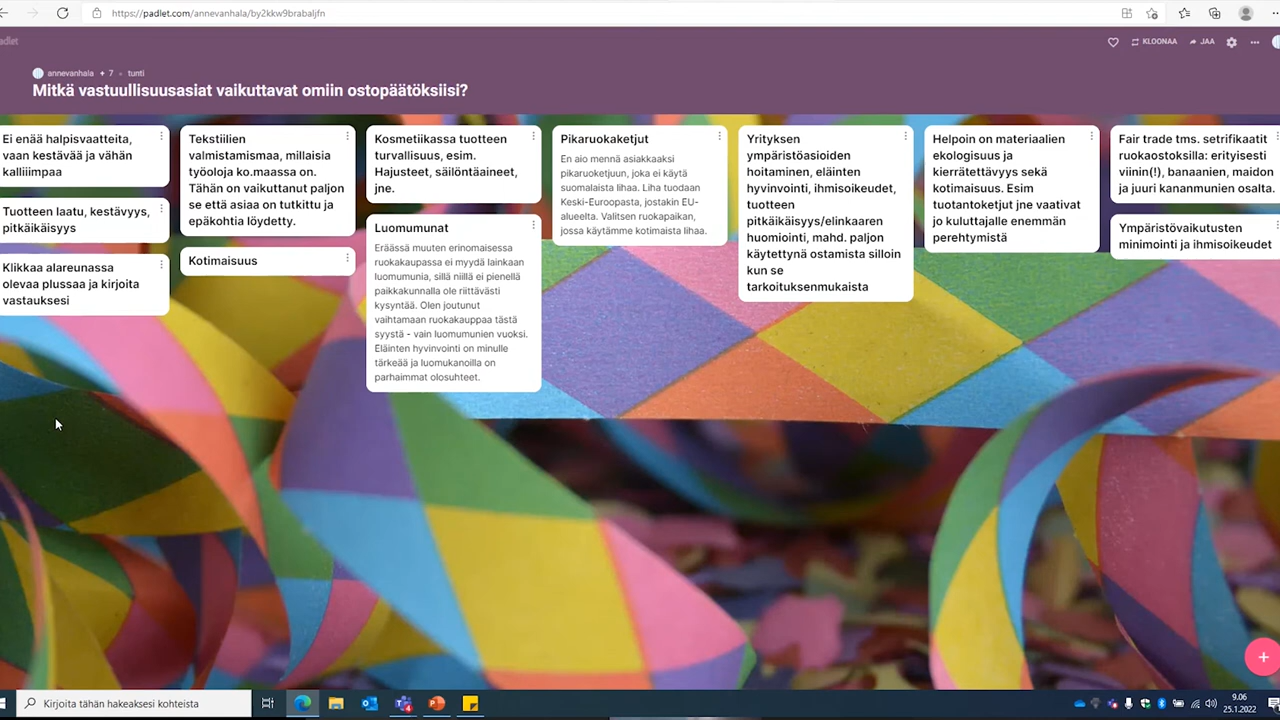 https://padlet.com/annevanhala/by2kkw9brabaljfn
adlet
KLOONAA
JAA
annevanhala + 7 • tunti
Mitkä vastuullisuusasiat vaikuttavat omiin ostopäätöksiisi?
Ei enää halpisvaatteita,
vaan kestävää ja vähän
kalliiimpaa
Tuotteen laatu, kestävyys,
pitkäikäisyys
Klikkaa alareunassa
olevaa plussaa ja kirjoita
vastauksesi
Tekstiilien
valmistamismaa, millaisia
työoloja ko.maassa on.
Tähän on vaikuttanut paljon
se että asiaa on tutkittu ja
epäkohtia löydetty.
Kotimaisuus
Kosmetiikassa tuotteen
turvallisuus, esim.
Hajusteet, säilöntäaineet,
jne.
Luomumunat
Eräässä muuten erinomaisessa
ruokakaupassa ei myydä lainkaan
luomumunia, sillä niillä ei pienellä
paikkakunnalla ole riittävästi
kysyntää. Olen joutunut
vaihtamaan ruokakauppaa tästä
syystä - vain luomumunien vuoksi.
Eläinten hyvinvointi on minulle
tärkeää ja luomukanoilla on
parhaimmat olosuhteet.
Pikaruokaketjut
En aio mennä asiakkaaksi
pikaruoketjuun, joka ei käytä
suomalaista lihaa. Liha tuodaan
Keski-Euroopasta, jostakin EU-
alueelta. Valitsen ruokapaikan,
jossa käytämme kotimaista lihaa.
Yrityksen
ympäristöasioiden
hoitaminen, eläinten
hyvinvointi, ihmisoikeudet,
tuotteen
pitkäikäisyys/elinkaaren
huomiointi, mahd. paljon
käytettynä ostamista silloin
kun se
tarkoituksenmukaista
Helpoin on materiaalien
ekologisuus ja
kierrätettävyys sekä
kotimaisuus. Esim
tuotantoketjut jne vaativat
jo kuluttajalle enemmän
perehtymistä
Fair trade tms. setrifikaatit
ruokaostoksilla: erityisesti
viinin(!), banaanien, maidon
ja juuri kananmunien osalta.
Ympäristövaikutusten
minimointi ja ihmisoikeudet
Kirjoita tähän hakeaksesi kohteista
9.06
25.1.2022